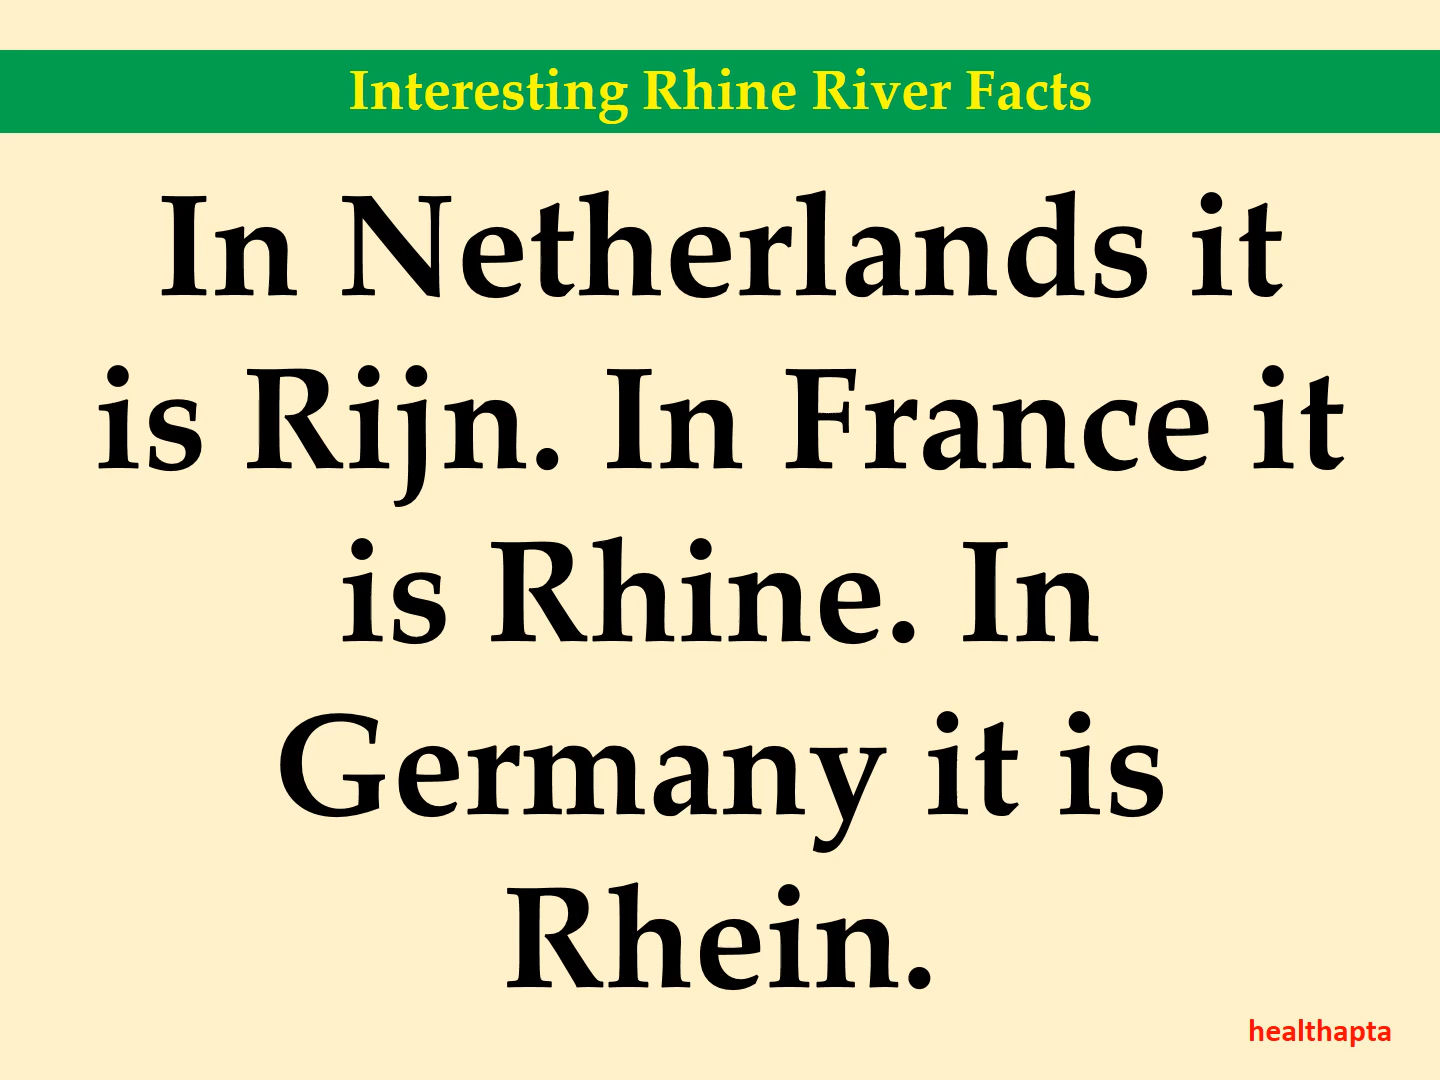 Interesting Rhine River Facts
In Netherlands it
is Rijn. In France it
is Rhine. In
Germany it is
Rhein.
healthapta